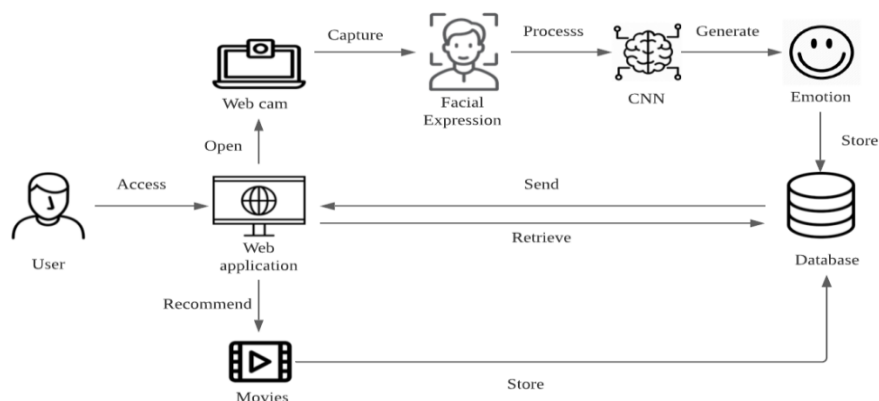 Capture
Processs
Generate
Web cam
Facial
Expression
CNN
Emotion
Open
Store
Access
Send
Retrieve
User
Web
application
Database
Recommend
Movies
Store